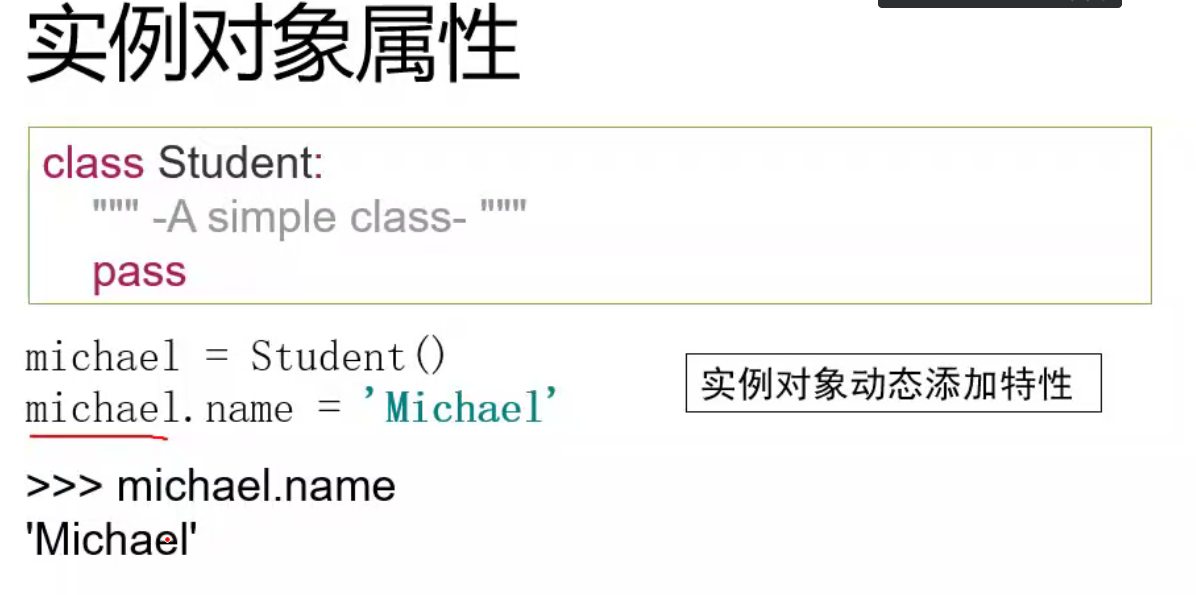 实例对象属性
class Student:
""" -A simple class- """
pass
michael = Student()
michael.name = 'Michael'
实例对象动态添加特性
>>> michael.name
'Michael'